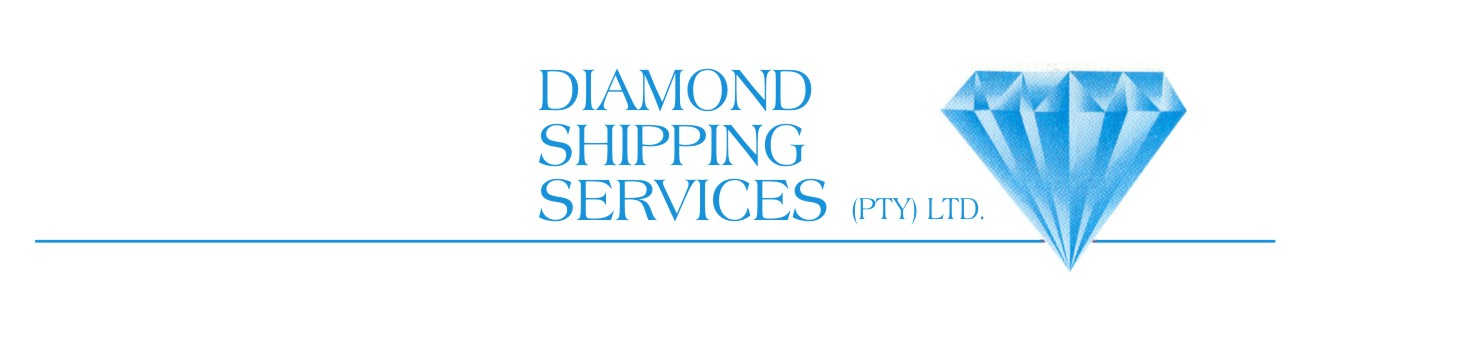 DIAMOND
SHIPPING
SERVICES (PTY) LTD.